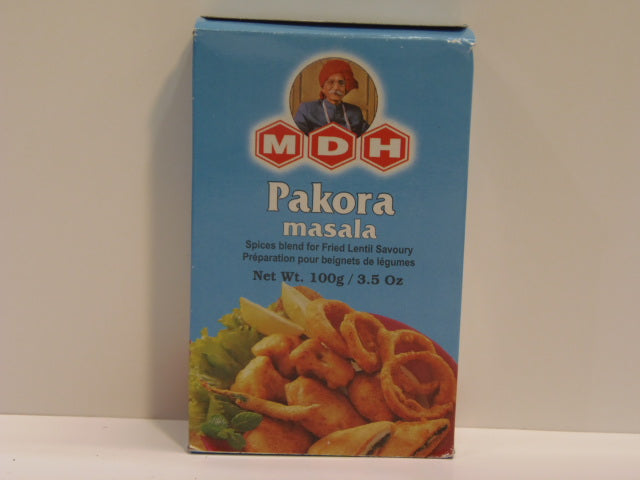 MDH
Pakora
masala
Spices blend for Fried Lentil Savoury
Préparation pour beignets de légumes
Net Wt. 100g / 3.5 Oz